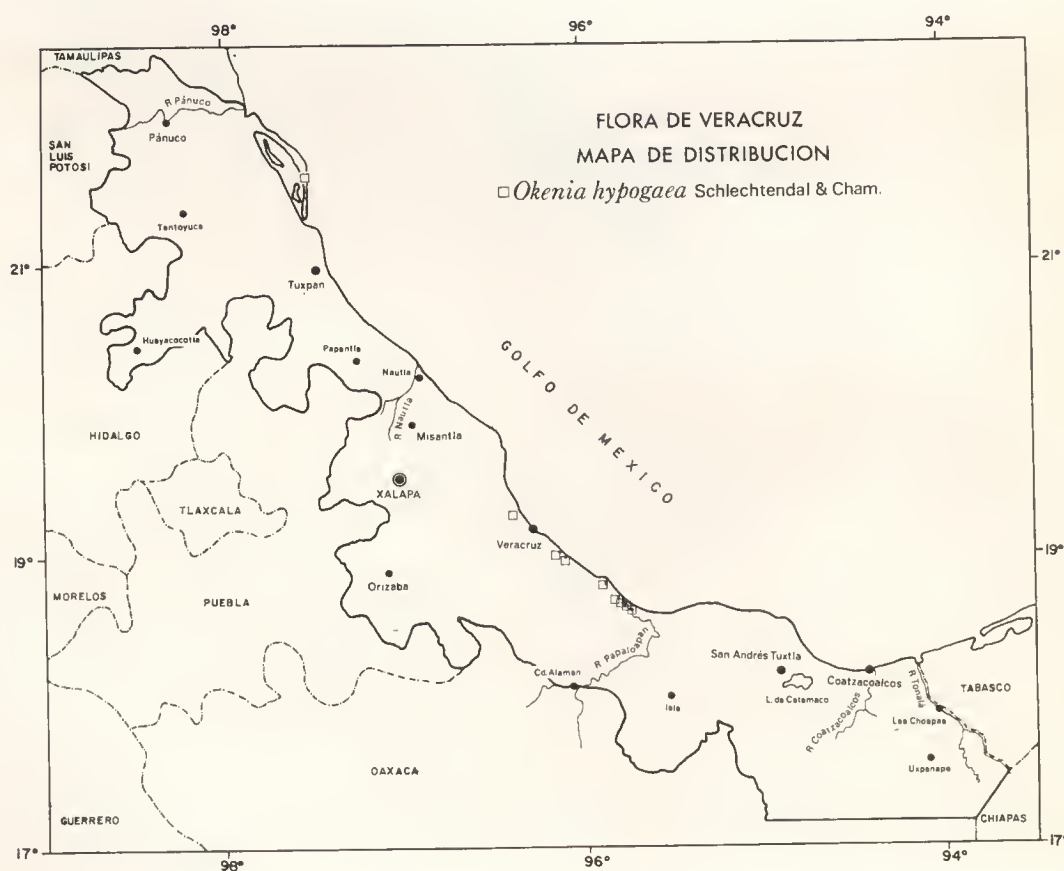 98°
96°
94°
TAMAULIPAS
R Pánuco
Pánuco
SAN
LUIS
POTOSI
FLORA DE VERACRUZ
MAPA DE DISTRIBUCION
Okenia hypogaea Schlechtendal & Cham.
Tantoyuca
21°
21°
Tuxpan
Huayacocotla
Papantla
Nautla
GOLFO DE MEXICO
R Nautla
Misantla
HIDALGO
XALAPA
TLAXCALA
Veracruz
19°
19°
MORELOS
PUEBLA
Orizaba
R Papaloapan
Cd. Alaman
San Andrés Tuxtla
L. de Catemaco
Isla
Coatzacoalcos
R Coatzacoalcos
R Tonalá
TABASCO
Las Choapas
Uxpanapa
OAXACA
GUERRERO
CHIAPAS
17°
17°
98°
96°
94°